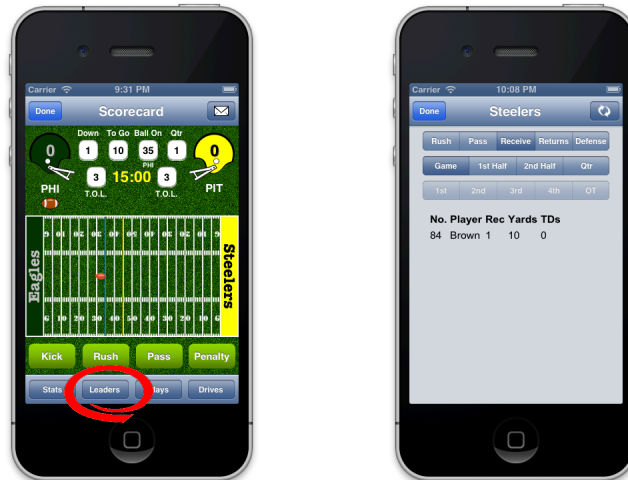 Carrier 9:31 PM
Done Scorecard
Down To Go Ball On Qtr
0 1 10 35 1 0
PHI
3 15:00 3
PHI T.O.L. T.O.L. PIT
Eagles
Steelers
Kick Rush Pass Penalty
Stats Leaders lays Drives
Carrier 10:08 PM
Done Steelers
Rush Pass Receive Returns Defense
Game 1st Half 2nd Half Qtr
1st 2nd 3rd 4th OT
No. Player Rec Yards TDs
84 Brown 1 10 0